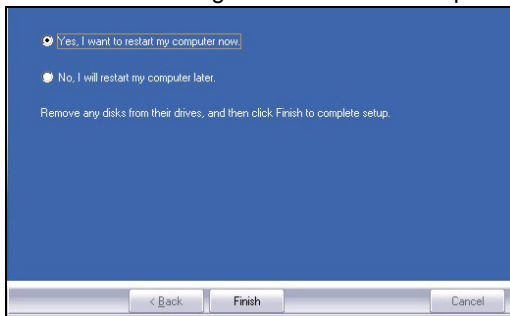 Yes, I want to restart my computer now.
No, I will restart my computer later.
Remove any disks from their drives, and then click Finish to complete setup.
< Back Finish Cancel